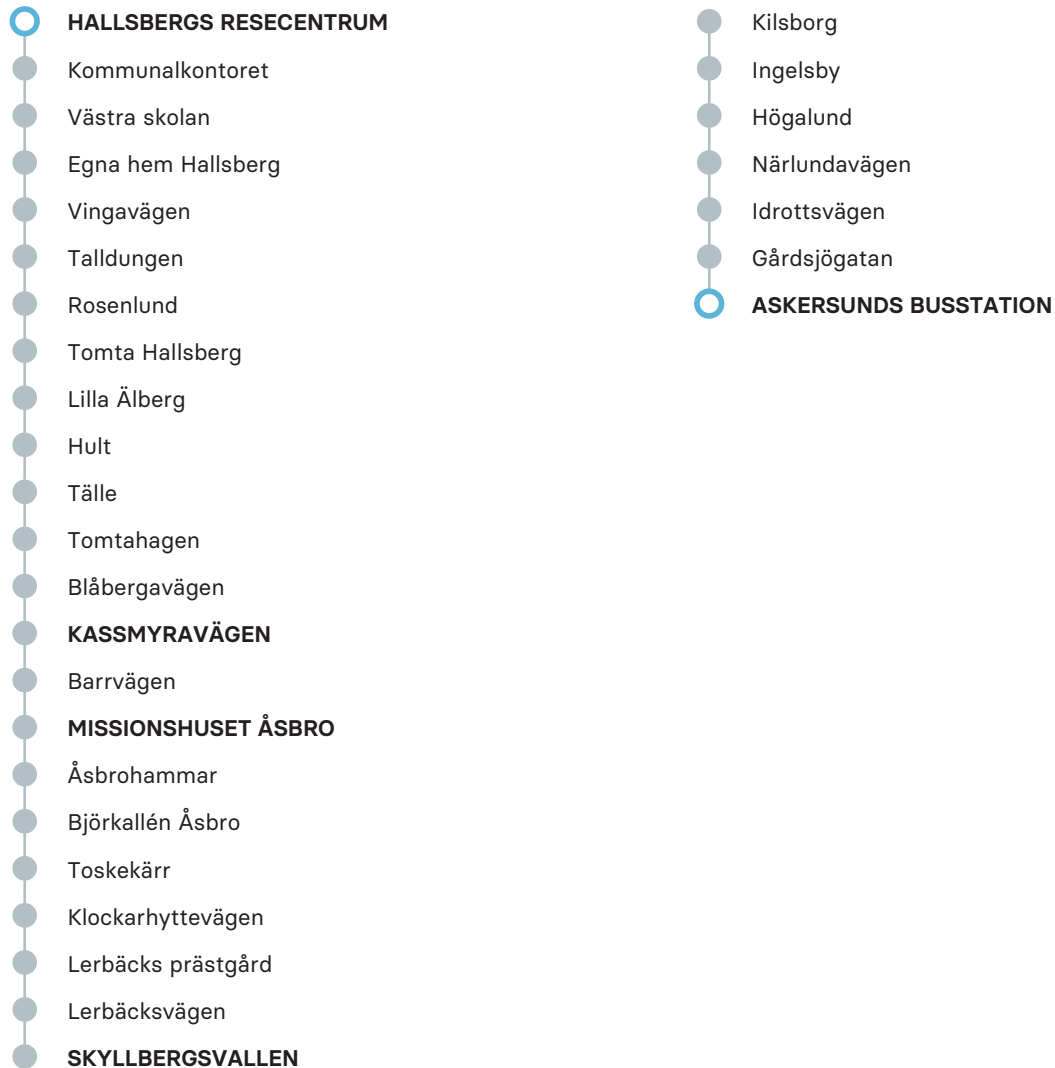 HALLSBERGS RESECENTRUM
Kommunalkontoret
Västra skolan
Egna hem Hallsberg
Vingavägen
Talldungen
Rosenlund
Tomta Hallsberg
Lilla Älberg
Hult
Tälle
Tomtahagen
Blåbergavägen
KASSMYRAVÄGEN
Barrvägen
MISSIONSHUSET ÅSBRO
Åsbrohammar
Björkallén Åsbro
Toskekärr
Klockarhyttevägen
Lerbäcks prästgård
Lerbäcksvägen
SKYLLBERGSVALLEN
Kilsborg
Ingelsby
Högalund
Närlundavägen
Idrottsvägen
Gårdsjögatan
ASKERSUNDS BUSSTATION